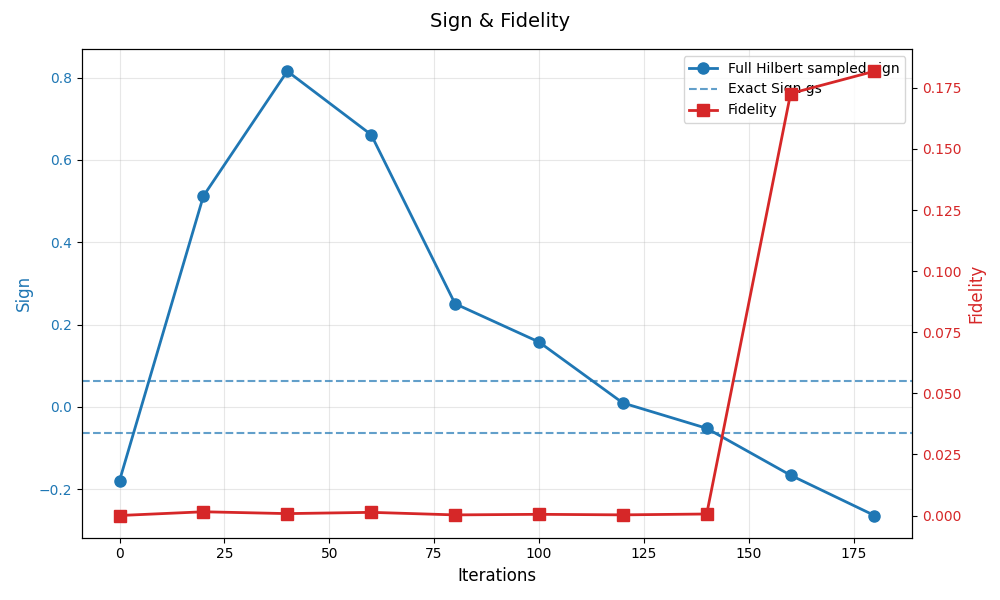 Sign & Fidelity
Full Hilbert sampled sign
Exact Sign gs
Fidelity
Sign
0.8
0.6
0.4
0.2
0.0
−0.2
0.175
0.150
0.125
0.100
0.075
0.050
0.025
0.000
Fidelity
0 25 50 75 100 125 150 175
Iterations